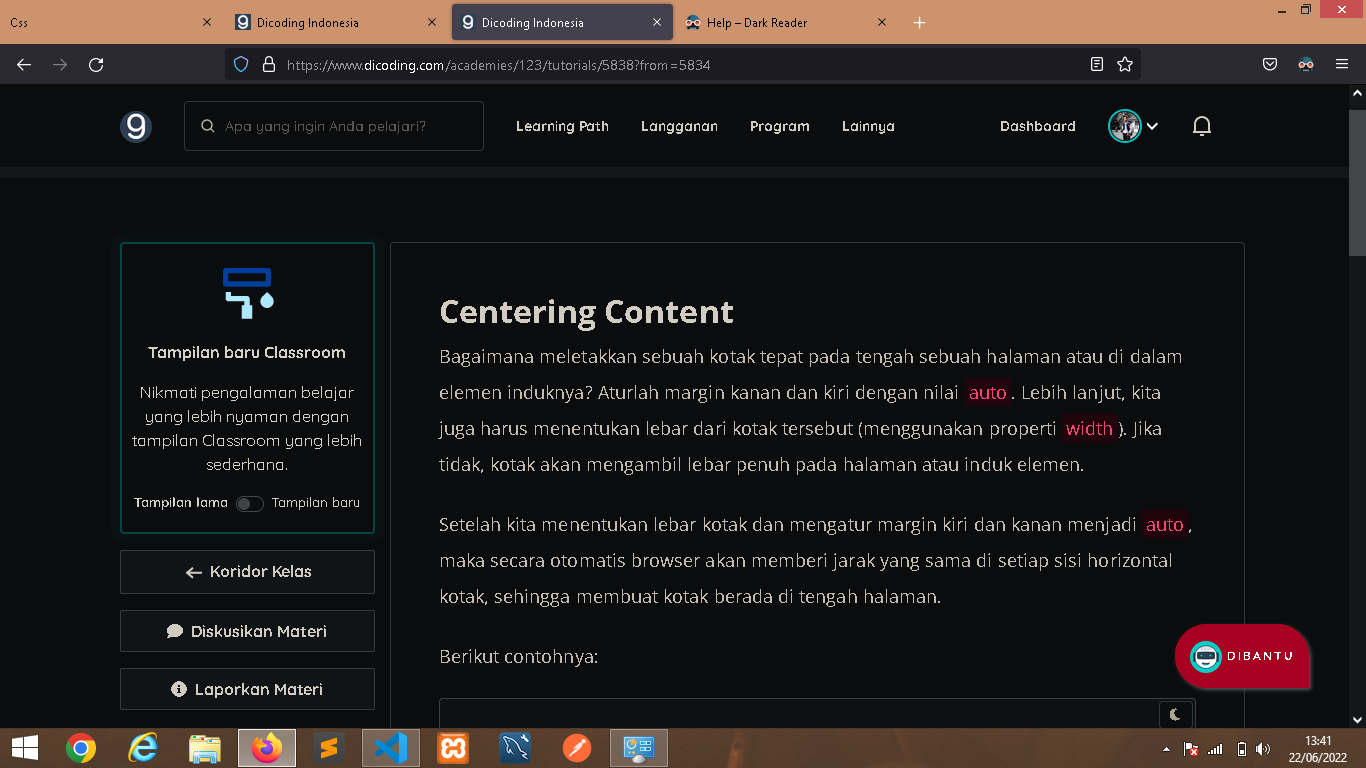 Css
Dicoding Indonesia
Dicoding Indonesia
Help – Dark Reader
https://www.dicoding.com/academies/123/tutorials/5838?from=5834
Apa yang ingin Anda pelajari?
Learning Path
Langganan
Program
Lainnya
Dashboard
Tampilan baru Classroom
Nikmati pengalaman belajar
yang lebih nyaman dengan
tampilan Classroom yang lebih
sederhana.
Tampilan lama Tampilan baru
Koridor Kelas
Diskusikan Materi
Laporkan Materi
Centering Content
Bagaimana meletakkan sebuah kotak tepat pada tengah sebuah halaman atau di dalam
elemen induknya? Aturlah margin kanan dan kiri dengan nilai auto. Lebih lanjut, kita
juga harus menentukan lebar dari kotak tersebut (menggunakan properti width). Jika
tidak, kotak akan mengambil lebar penuh pada halaman atau induk elemen.
Setelah kita menentukan lebar kotak dan mengatur margin kiri dan kanan menjadi auto,
maka secara otomatis browser akan memberi jarak yang sama di setiap sisi horizontal
kotak, sehingga membuat kotak berada di tengah halaman.
Berikut contohnya:
DIBANTU
13:41
22/06/2022